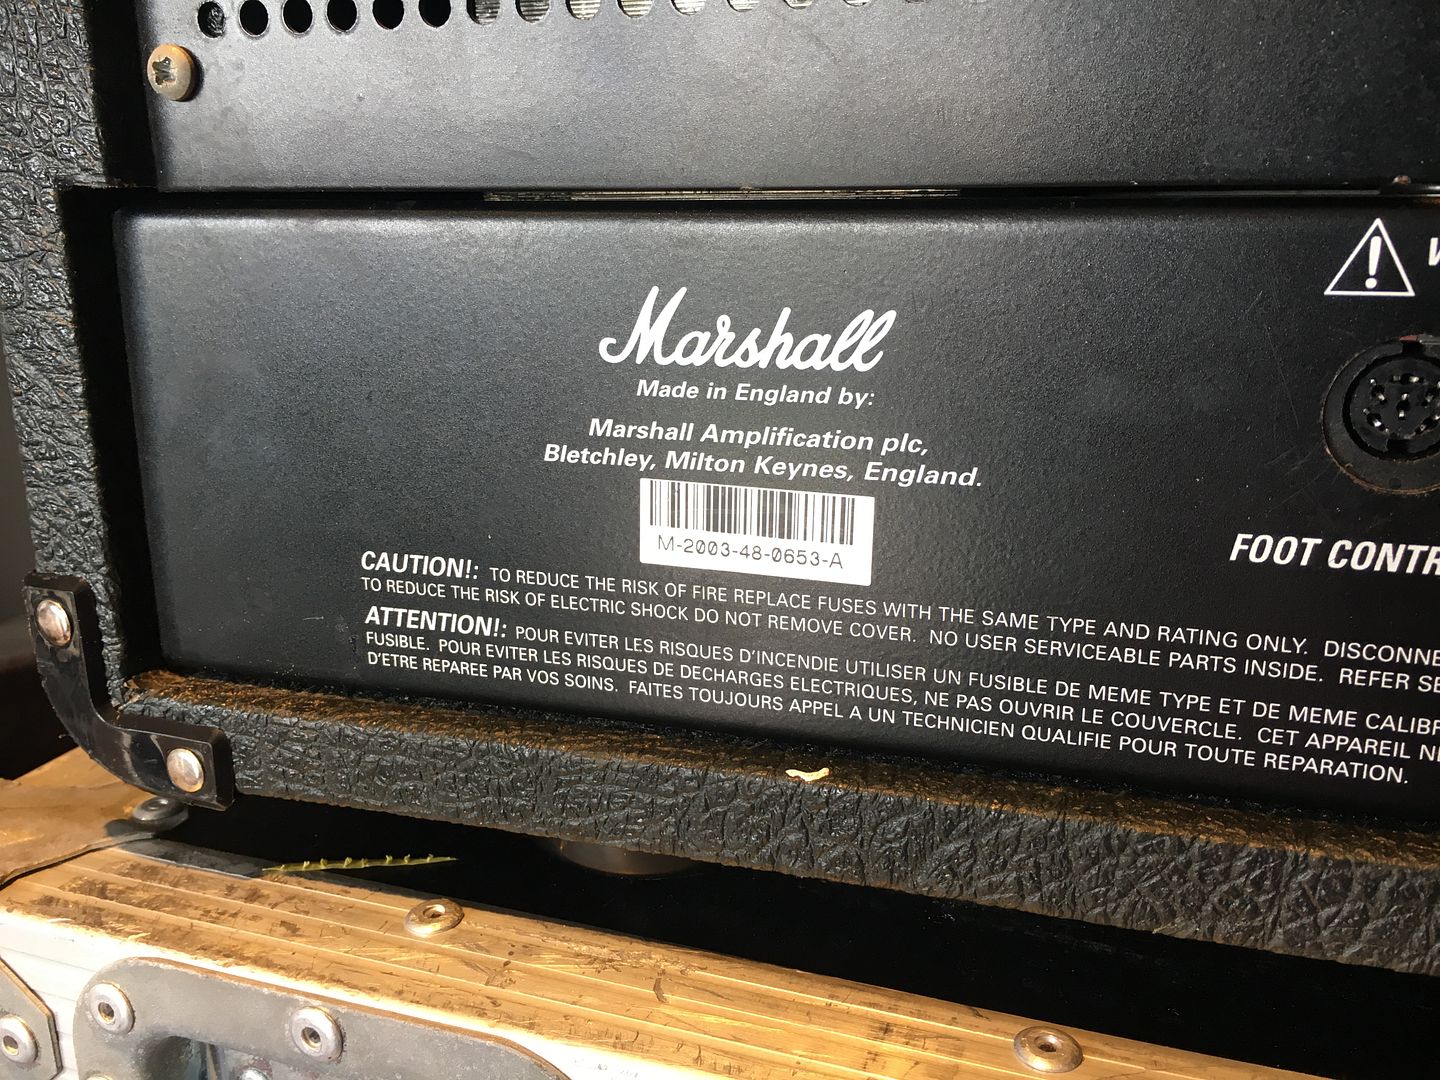 Marshall
Made in England by:
Marshall Amplification plc,
Bletchley, Milton Keynes, England.
M-2003-48-0653-A
FOOT CONTR
CAUTION!: TO REDUCE THE RISK OF FIRE REPLACE FUSES WITH THE SAME TYPE AND RATING ONLY. DISCONNE
TO REDUCE THE RISK OF ELECTRIC SHOCK DO NOT REMOVE COVER. NO USER SERVICEABLE PARTS INSIDE. REFER SE
ATTENTION!: POUR EVITER LES RISQUES D'INCENDIE UTILISER UN FUSIBLE DE MEME TYPE ET DE MEME CALIBR
FUSIBLE. POUR EVITER LES RISQUES DE DECHARGES ELECTRIQUES, NE PAS OUVRIR LE COUVERCLE. CET APPAREIL N
D'ETRE REPAREE PAR VOS SOINS. FAITES TOUJOURS APPEL A UN TECHNICIEN QUALIFIE POUR TOUTE REPARATION.